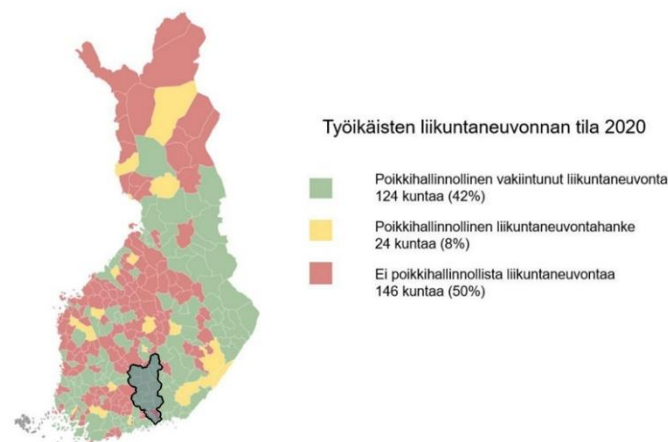 Työikäisten liikuntaneuvonnan tila 2020
Poikkihallinnollinen vakiintunut liikuntaneuvonta
124 kuntaa (42%)
Poikkihallinnollinen liikuntaneuvontahanke
24 kuntaa (8%)
Ei poikkihallinnollista liikuntaneuvontaa
146 kuntaa (50%)